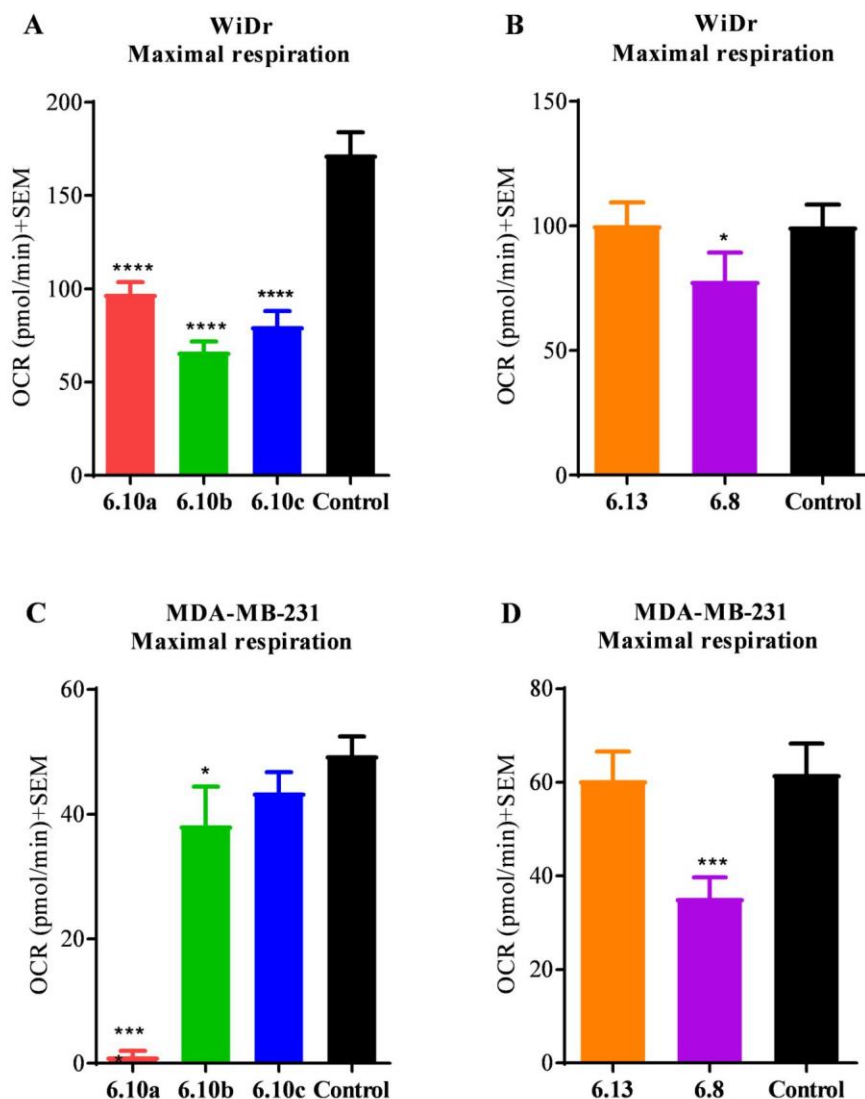 A
WiDr
Maximal respiration
OCR (pmol/min)+SEM
200
150
100
50
0
****
****
****
6.10a 6.10b 6.10c Control
B
WiDr
Maximal respiration
OCR (pmol/min)+SEM
150
100
50
0
*
6.13 6.8 Control
C
MDA-MB-231
Maximal respiration
OCR (pmol/min)+SEM
60
40
20
0
***
*
*
6.10a 6.10b 6.10c Control
D
MDA-MB-231
Maximal respiration
OCR (pmol/min)+SEM
80
60
40
20
0
***
6.13 6.8 Control